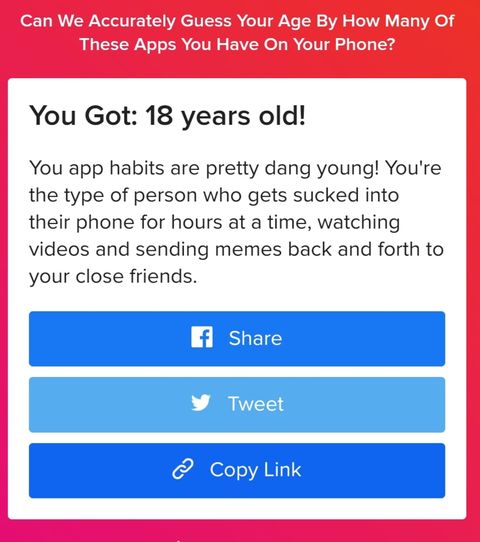 Can We Accurately Guess Your Age By How Many Of
These Apps You Have On Your Phone?
You Got: 18 years old!
You app habits are pretty dang young! You're
the type of person who gets sucked into
their phone for hours at a time, watching
videos and sending memes back and forth to
your close friends.
Share
Tweet
Copy Link